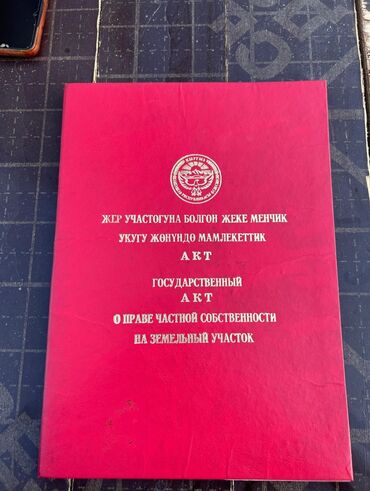 ЖЕР УЧАСТОГУНА БОЛГОН ЖЕКЕ МЕНЧИК
УКУГУ ЖӨНҮНДӨ МАМЛЕКЕТТИК
АКТ
ГОСУДАРСТВЕННЫЙ
АКТ
О ПРАВЕ ЧАСТНОЙ СОБСТВЕННОСТИ
НА ЗЕМЕЛЬНЫЙ УЧАСТОК